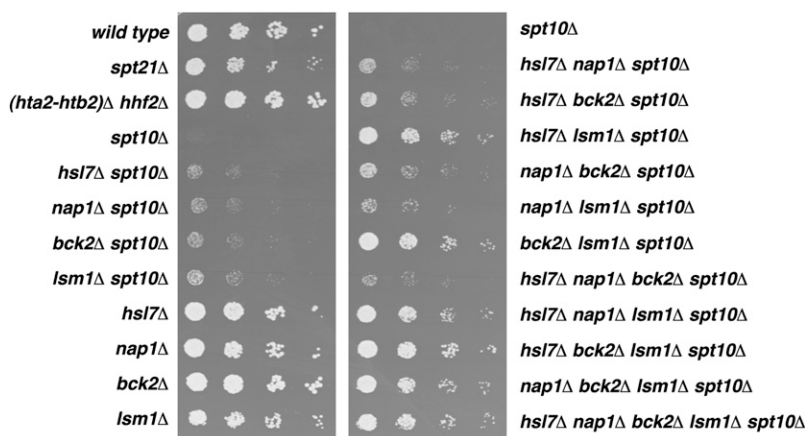 wild type
spt21Δ
(hta2-htb2)Δ hhf2Δ
spt10Δ
hsl7Δ spt10Δ
nap1Δ spt10Δ
bck2Δ spt10Δ
lsm1Δ spt10Δ
hsl7Δ
nap1Δ
bck2Δ
lsm1Δ
spt10Δ
hsl7Δ nap1Δ spt10Δ
hsl7Δ bck2Δ spt10Δ
hsl7Δ lsm1Δ spt10Δ
nap1Δ bck2Δ spt10Δ
nap1Δ lsm1Δ spt10Δ
bck2Δ lsm1Δ spt10Δ
hsl7Δ nap1Δ bck2Δ spt10Δ
hsl7Δ nap1Δ lsm1Δ spt10Δ
hsl7Δ bck2Δ lsm1Δ spt10Δ
nap1Δ bck2Δ lsm1Δ spt10Δ
hsl7Δ nap1Δ bck2Δ lsm1Δ spt10Δ